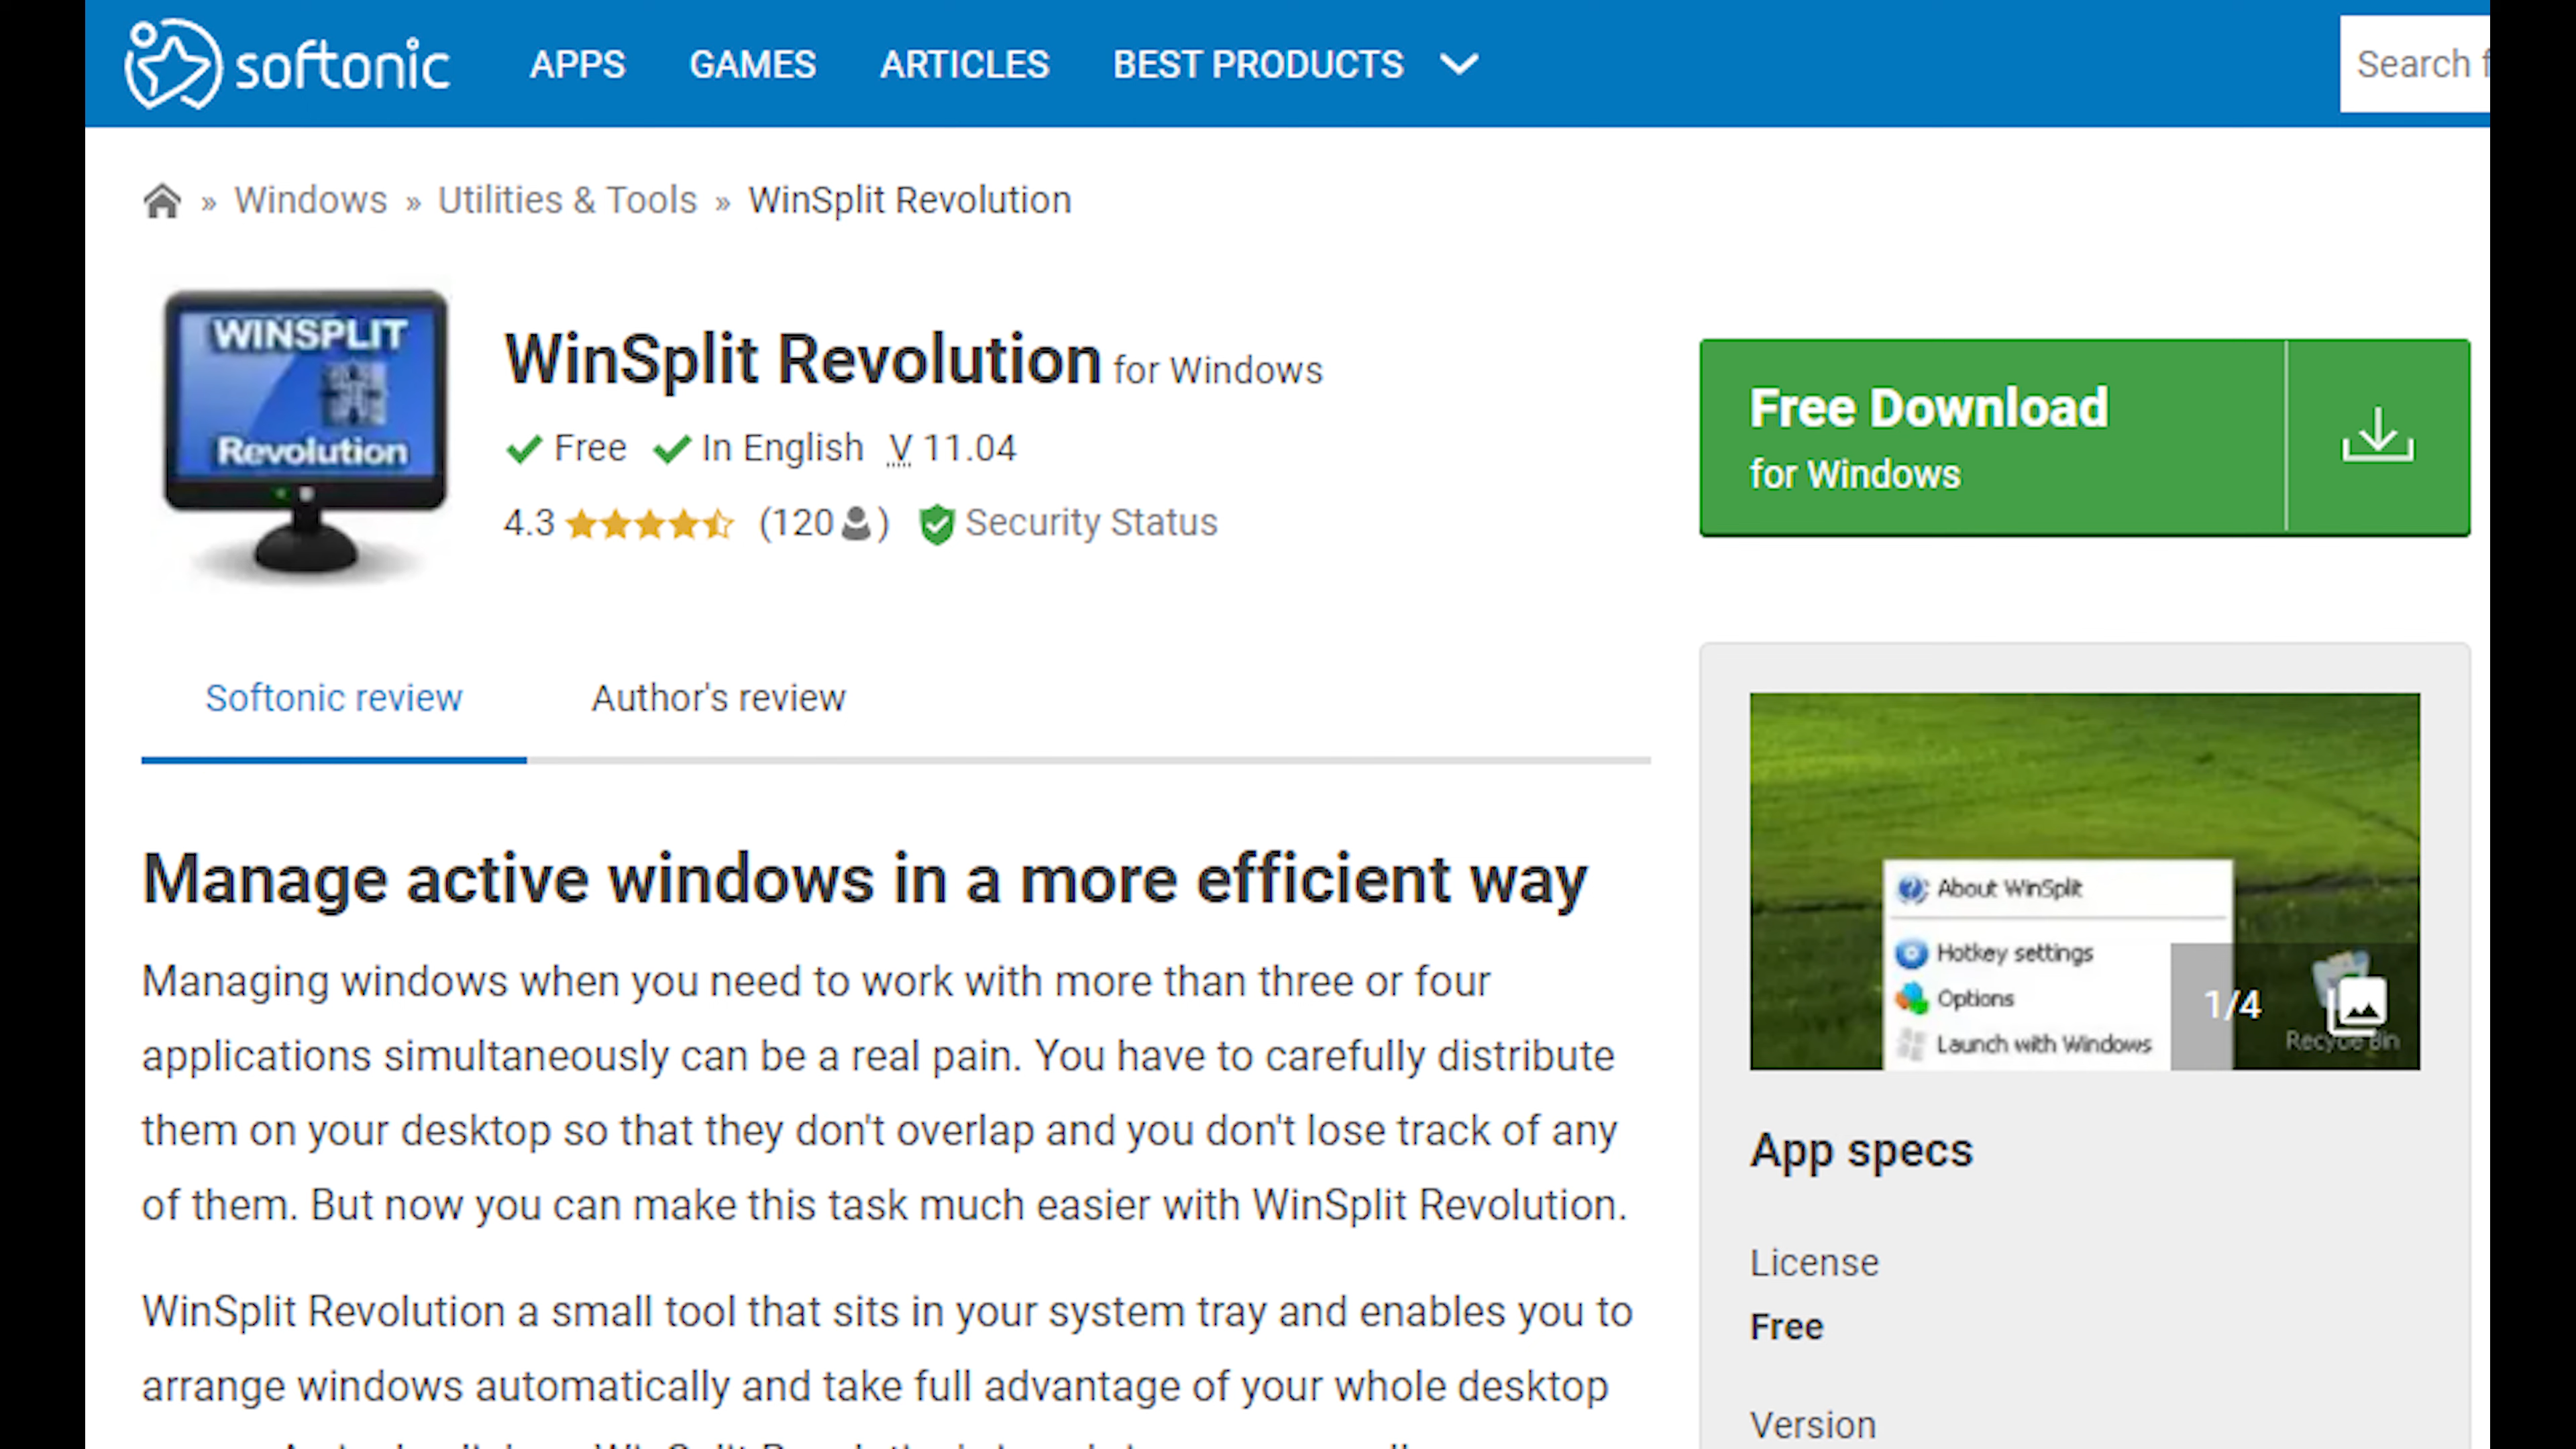 softonic APPS GAMES ARTICLES BEST PRODUCTS Search
» Windows » Utilities & Tools » WinSplit Revolution
WINSPLIT
Revolution
WinSplit Revolution for Windows
Free In English V 11.04
4.3 (120) Security Status
Free Download
for Windows
Softonic review Author's review
Manage active windows in a more efficient way
Managing windows when you need to work with more than three or four
applications simultaneously can be a real pain. You have to carefully distribute
them on your desktop so that they don't overlap and you don't lose track of any
of them. But now you can make this task much easier with WinSplit Revolution.
WinSplit Revolution a small tool that sits in your system tray and enables you to
arrange windows automatically and take full advantage of your whole desktop
About WinSplit
Hotkey settings
Options
Launch with Windows
1/4
Recycle Bin
App specs
License
Free
Version